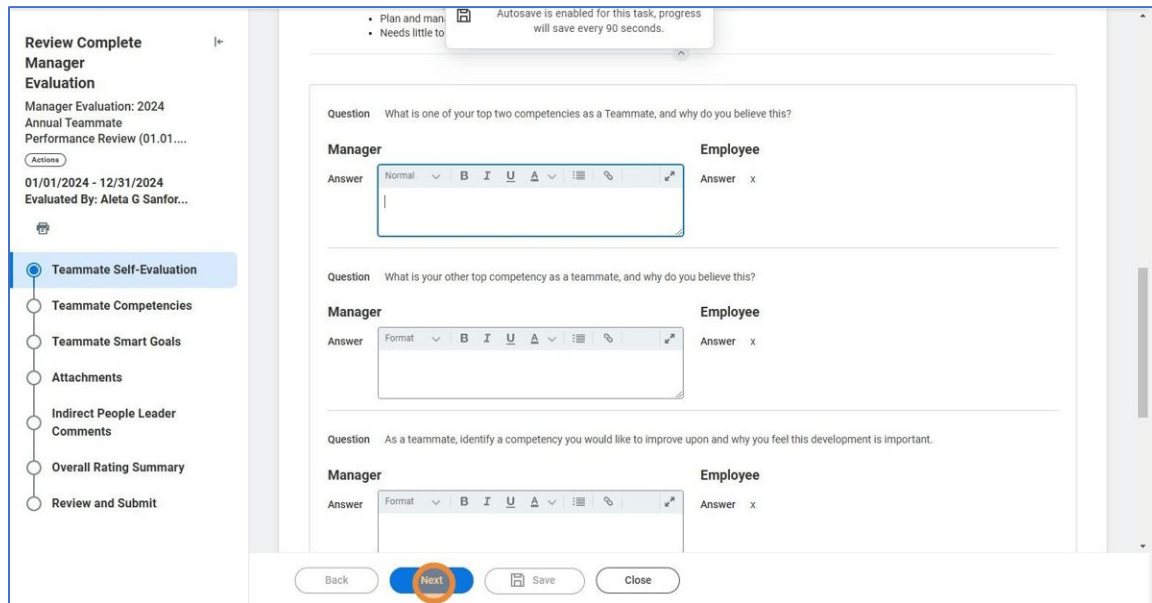 Review Complete
Manager
Evaluation
Manager Evaluation: 2024
Annual Teammate
Performance Review (01.01....
Actions
01/01/2024 - 12/31/2024
Evaluated By: Aleta G Sanfor...
Teammate Self-Evaluation
Teammate Competencies
Teammate Smart Goals
Attachments
Indirect People Leader
Comments
Overall Rating Summary
Review and Submit
• Plan and man
• Needs little to
Autosave is enabled for this task, progress
will save every 90 seconds.
Question What is one of your top two competencies as a Teammate, and why do you believe this?
Manager Employee
Answer Normal B I U A Answer x
Question What is your other top competency as a teammate, and why do you believe this?
Manager Employee
Answer Format B I U A Answer x
Question As a teammate, identify a competency you would like to improve upon and why you feel this development is important.
Manager Employee
Answer Format B I U A Answer x
Back Next Save Close